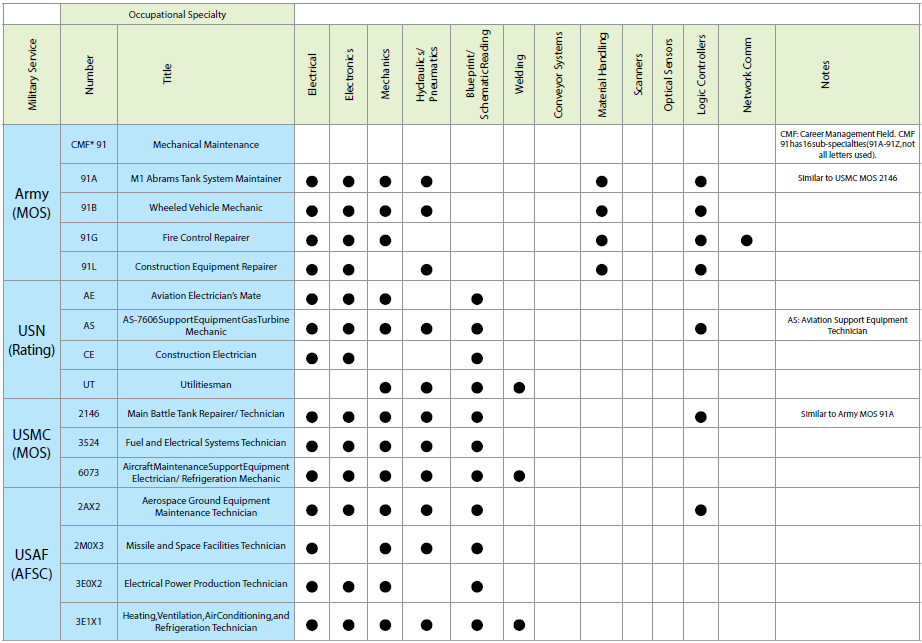 Occupational Specialty
Military Service
Number
Title
Electrical
Electronics
Mechanics
Hydraulics/
Pneumatics
Blueprint/
SchematicReading
Welding
Conveyor Systems
Material Handling
Scanners
Optical Sensors
Logic Controllers
Network Comm
Notes
Army
(MOS)
CMF* 91
Mechanical Maintenance
CMF: Career Management Field. CMF
91has16sub-specialties(91A-91Z,not
all letters used).
91A
M1 Abrams Tank System Maintainer
● ● ● ● ● ●
Similar to USMC MOS 2146
91B
Wheeled Vehicle Mechanic
● ● ● ● ● ●
91G
Fire Control Repairer
● ● ● ● ● ●
91L
Construction Equipment Repairer
● ● ● ● ●
USN
(Rating)
AE
Aviation Electrician's Mate
● ● ● ●
AS
AS-7606SupportEquipmentGasTurbine
Mechanic
● ● ● ● ● ●
AS: Aviation Support Equipment
Technician
CE
Construction Electrician
● ● ●
UT
Utilitiesman
● ● ● ●
USMC
(MOS)
2146
Main Battle Tank Repairer/ Technician
● ● ● ● ● ●
Similar to Army MOS 91A
3524
Fuel and Electrical Systems Technician
● ● ● ● ●
6073
AircraftMaintenanceSupportEquipment
Electrician/ Refrigeration Mechanic
● ● ● ● ● ●
USAF
(AFSC)
2AX2
Aerospace Ground Equipment
Maintenance Technician
● ● ● ● ● ●
2M0X3
Missile and Space Facilities Technician
● ● ● ●
3E0X2
Electrical Power Production Technician
● ● ● ●
3E1X1
Heating,Ventilation,AirConditioning,and
Refrigeration Technician
● ● ● ● ● ●